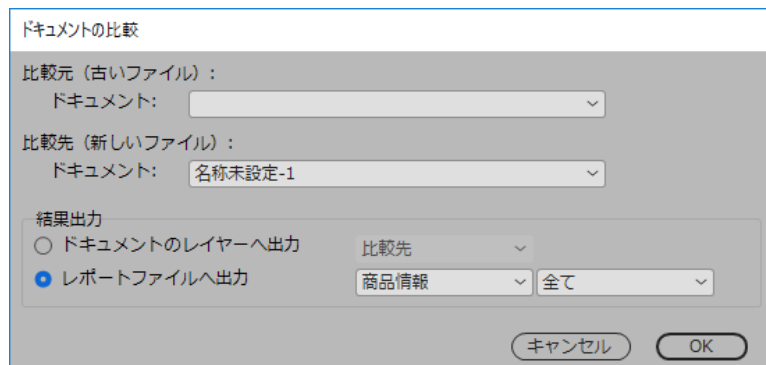 ドキュメントの比較
比較元（古いファイル）：
ドキュメント:
比較先（新しいファイル）：
ドキュメント: 名称未設定-1
結果出力
ドキュメントのレイヤーへ出力 比較先
レポートファイルへ出力 商品情報 全て
キャンセル OK